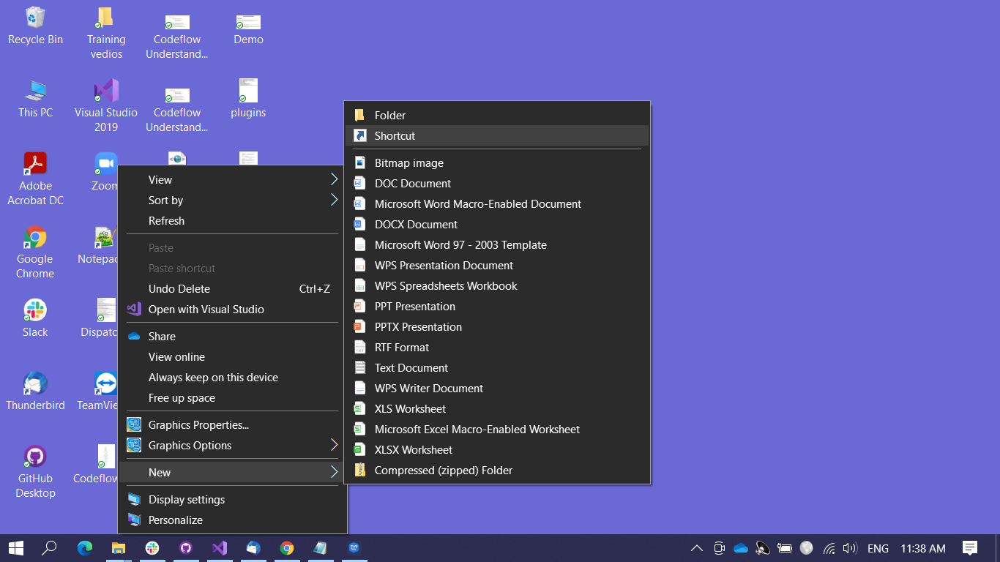 Recycle Bin
Training
vedios
Codeflow
Understand...
Demo
This PC
Visual Studio
2019
Codeflow
Understand...
plugins
Adobe
Acrobat DC
Zoom
Google
Chrome
Notepa
Slack
Dispatc
Thunderbird
TeamVie
GitHub
Desktop
Codeflow
View
Sort by
Refresh
Paste
Paste shortcut
Undo Delete Ctrl+Z
Open with Visual Studio
Share
View online
Always keep on this device
Free up space
Graphics Properties...
Graphics Options
New
Display settings
Personalize
Folder
Shortcut
Bitmap image
DOC Document
Microsoft Word Macro-Enabled Document
DOCX Document
Microsoft Word 97 - 2003 Template
WPS Presentation Document
WPS Spreadsheets Workbook
PPT Presentation
PPTX Presentation
RTF Format
Text Document
WPS Writer Document
XLS Worksheet
Microsoft Excel Macro-Enabled Worksheet
XLSX Worksheet
Compressed (zipped) Folder
ENG 11:38 AM